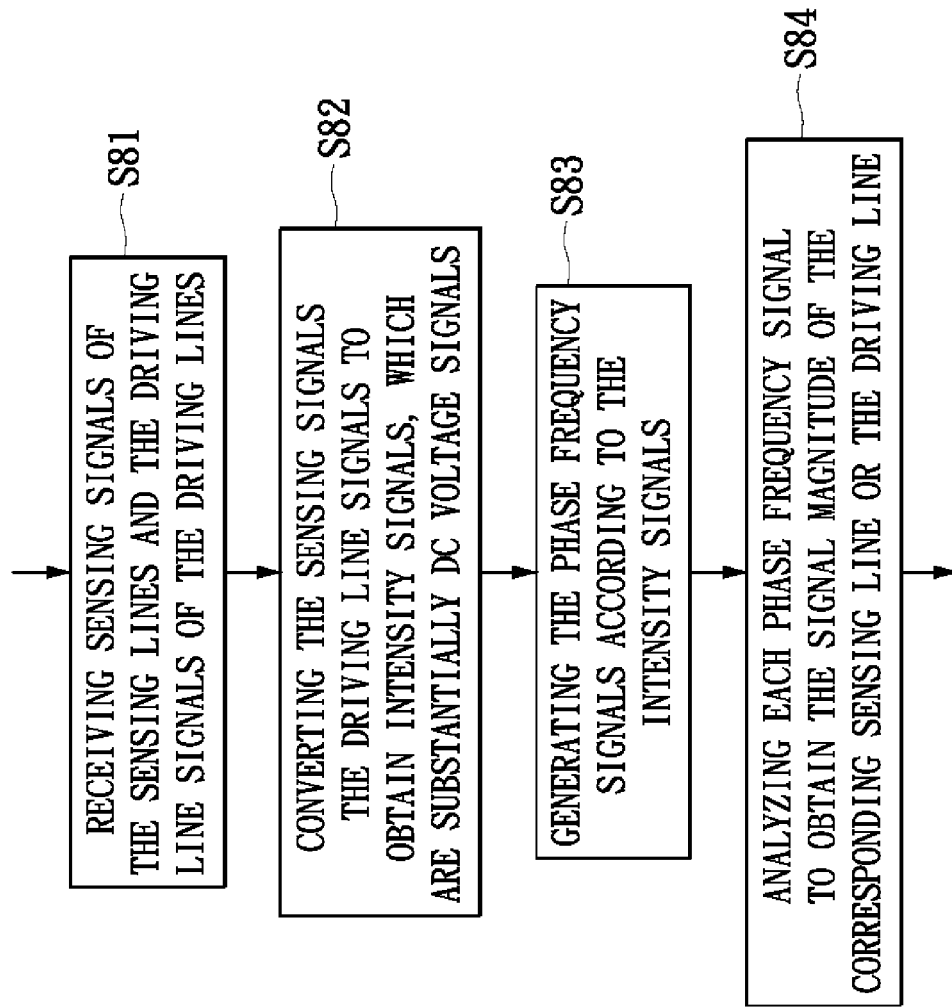 S81
RECEIVING SENSING SIGNALS OF
THE SENSING LINES AND THE DRIVING
LINE SIGNALS OF THE DRIVING LINES
S82
CONVERTING THE SENSING SIGNALS
THE DRIVING LINE SIGNALS TO
OBTAIN INTENSITY SIGNALS, WHICH
ARE SUBSTANTIALLY DC VOLTAGE SIGNALS
S83
GENERATING THE PHASE FREQUENCY
SIGNALS ACCORDING TO THE
INTENSITY SIGNALS
S84
ANALYZING EACH PHASE FREQUENCY SIGNAL
TO OBTAIN THE SIGNAL MAGNITUDE OF THE
CORRESPONDING SENSING LINE OR THE DRIVING LINE